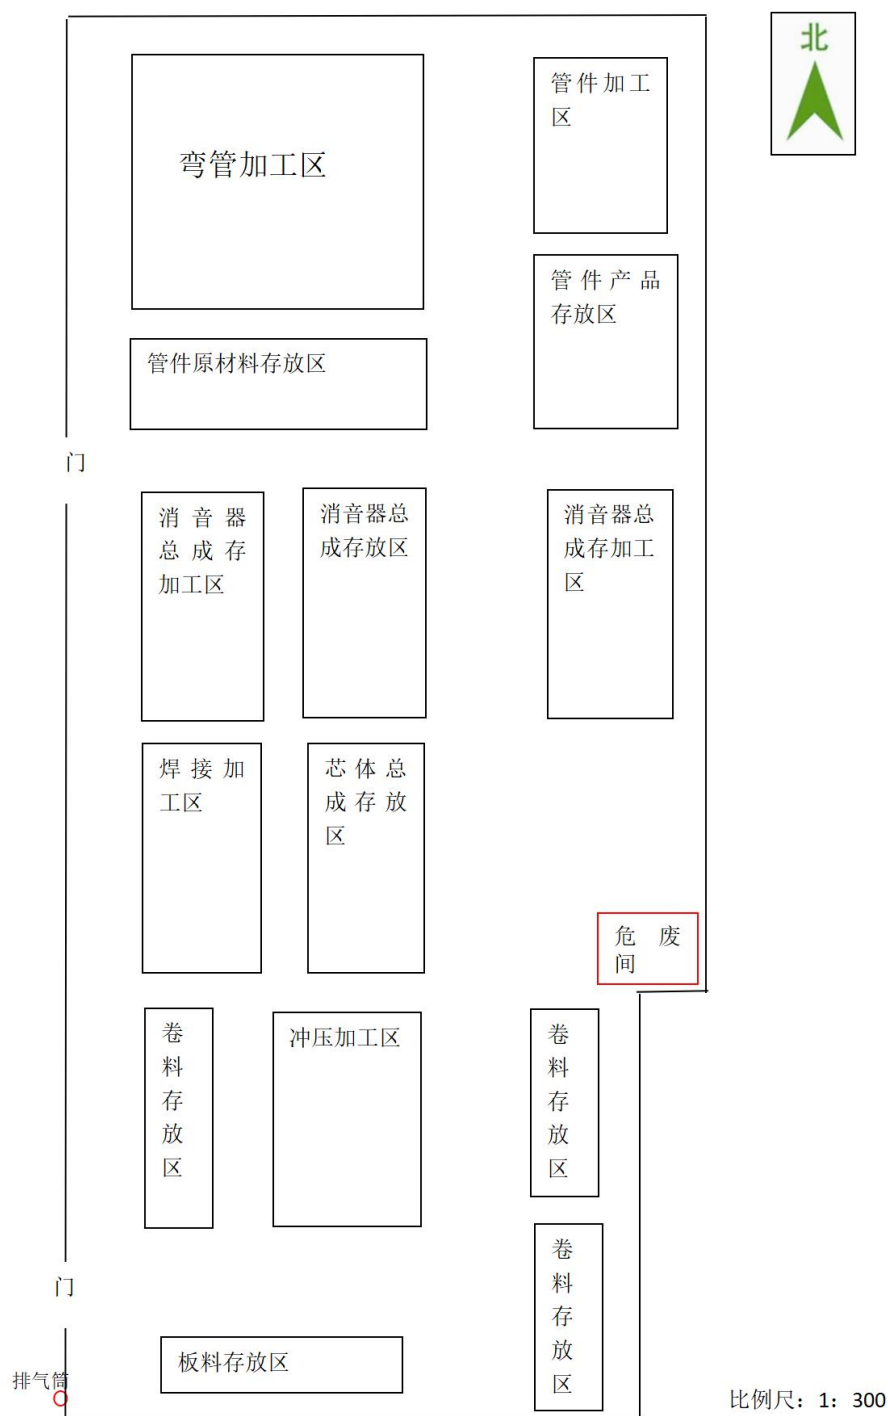 北
管件加工
区
弯管加工区
管件产品
存放区
管件原材料存放区
门
消音器
总成存
加工区
消音器总
成存放区
消音器总
成存加工
区
焊接加
工区
芯体总
成存放
区
危废
间
卷
料
存
放
区
冲压加工区
卷
料
存
放
区
卷
料
存
放
区
门
板料存放区
排气筒
比例尺：1：300